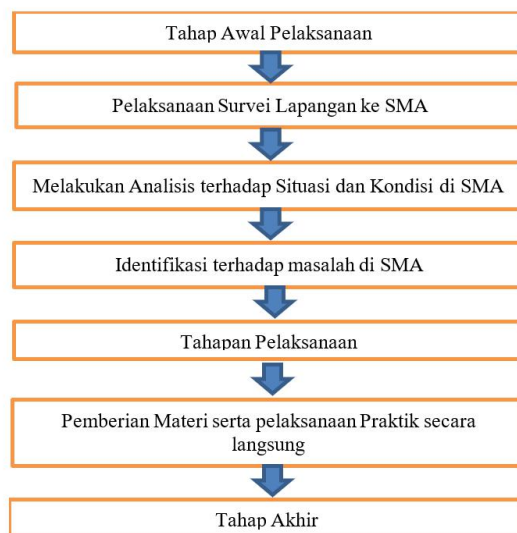 Tahap Awal Pelaksanaan
Pelaksanaan Survei Lapangan ke SMA
Melakukan Analisis terhadap Situasi dan Kondisi di SMA
Identifikasi terhadap masalah di SMA
Tahapan Pelaksanaan
Pemberian Materi serta pelaksanaan Praktik secara
langsung
Tahap Akhir